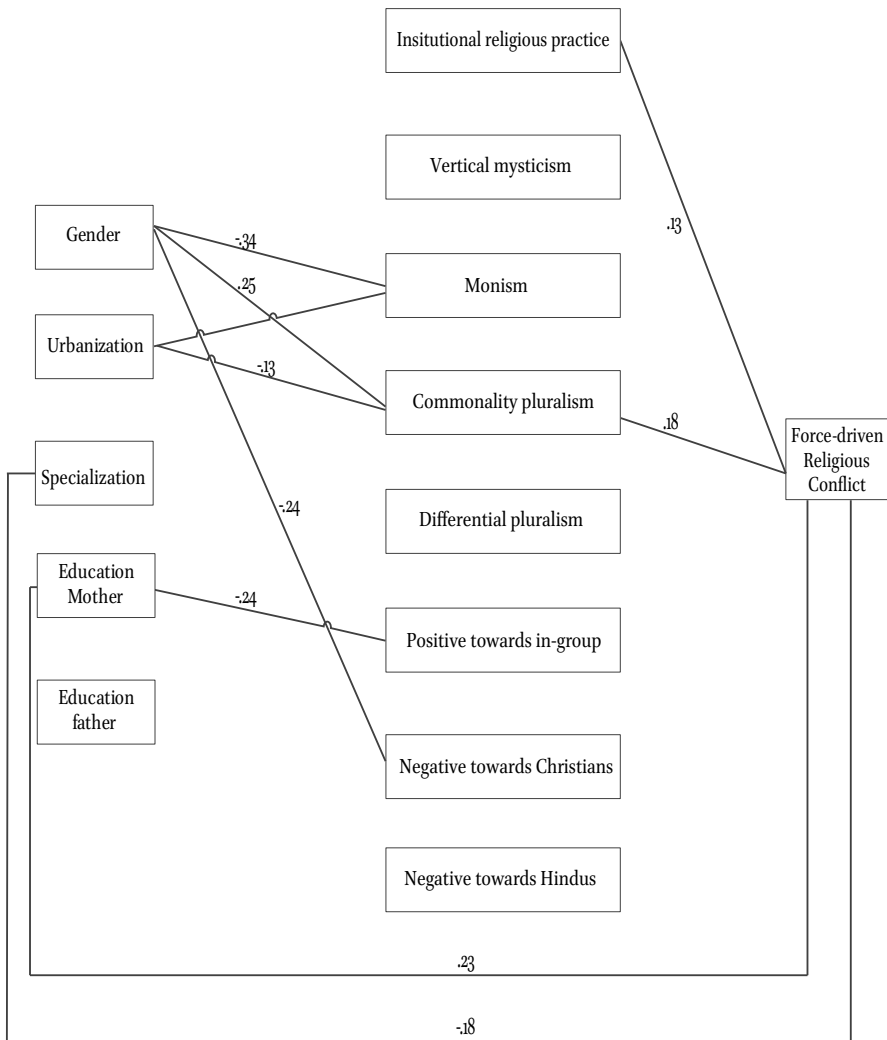 Insitutional religious practice
Vertical mysticism
.13
Gender
-.34
Monism
.25
Urbanization
-.13
Commonality pluralism
.18
Force-driven
Religious
Conflict
Specialization
-.24
Differential pluralism
Education
Mother
-.24
Positive towards in-group
Education
father
Negative towards Christians
Negative towards Hindus
.23
-.18